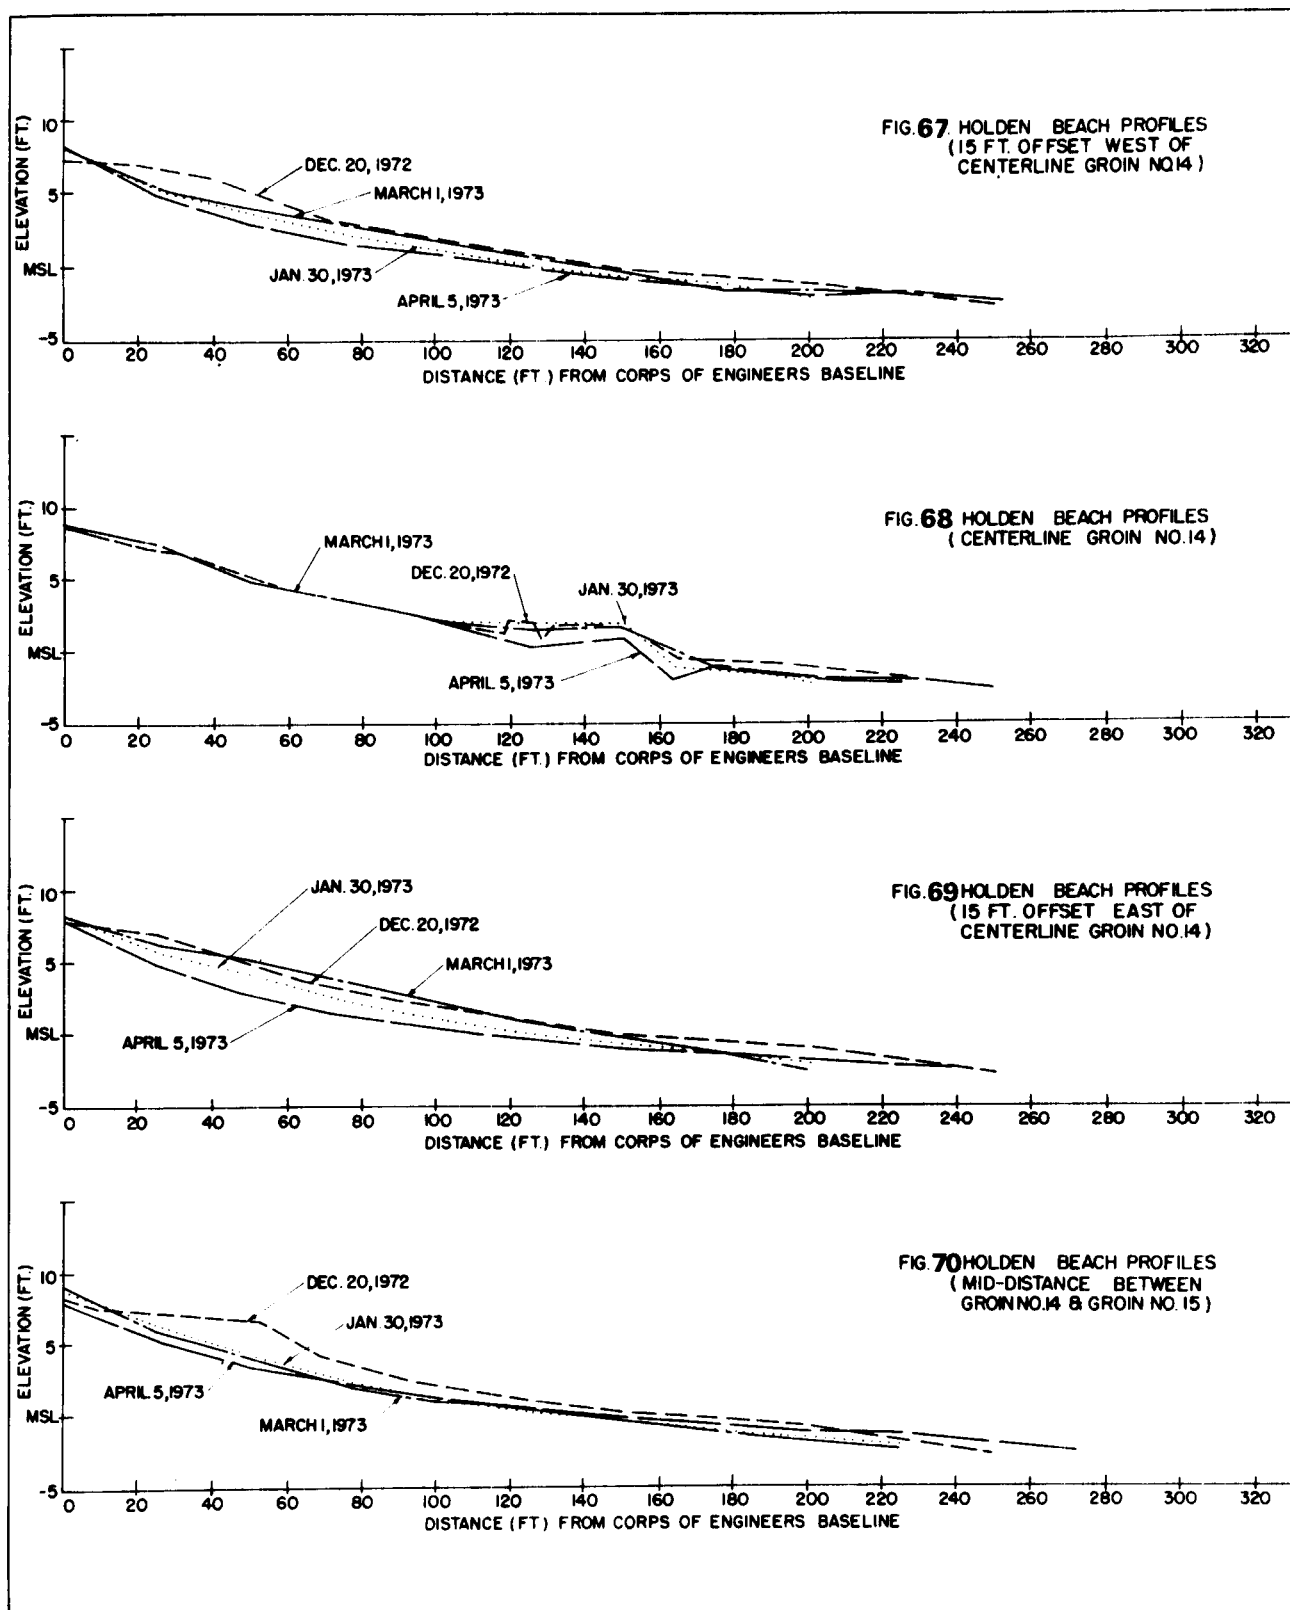 FIG. 67. HOLDEN BEACH PROFILES
(15 FT. OFFSET WEST OF
CENTERLINE GROIN NO.14)
ELEVATION (FT.)
10
5
MSL
-5
DEC. 20, 1972
MARCH 1, 1973
JAN. 30, 1973
APRIL 5, 1973
0 20 40 60 80 100 120 140 160 180 200 220 240 260 280 300 320
DISTANCE (FT.) FROM CORPS OF ENGINEERS BASELINE
FIG. 68 HOLDEN BEACH PROFILES
(CENTERLINE GROIN NO.14)
ELEVATION (FT.)
10
5
MSL
-5
MARCH 1, 1973
DEC. 20, 1972
JAN. 30, 1973
APRIL 5, 1973
0 20 40 60 80 100 120 140 160 180 200 220 240 260 280 300 320
DISTANCE (FT.) FROM CORPS OF ENGINEERS BASELINE
FIG. 69 HOLDEN BEACH PROFILES
(15 FT. OFFSET EAST OF
CENTERLINE GROIN NO.14)
ELEVATION (FT.)
10
5
MSL
-5
JAN. 30, 1973
DEC. 20, 1972
MARCH 1, 1973
APRIL 5, 1973
0 20 40 60 80 100 120 140 160 180 200 220 240 260 280 300 320
DISTANCE (FT.) FROM CORPS OF ENGINEERS BASELINE
FIG. 70 HOLDEN BEACH PROFILES
(MID-DISTANCE BETWEEN
GROIN NO.14 & GROIN NO. 15)
ELEVATION (FT.)
10
5
MSL
-5
DEC. 20, 1972
JAN. 30, 1973
APRIL 5, 1973
MARCH 1, 1973
0 20 40 60 80 100 120 140 160 180 200 220 240 260 280 300 320
DISTANCE (FT) FROM CORPS OF ENGINEERS BASELINE